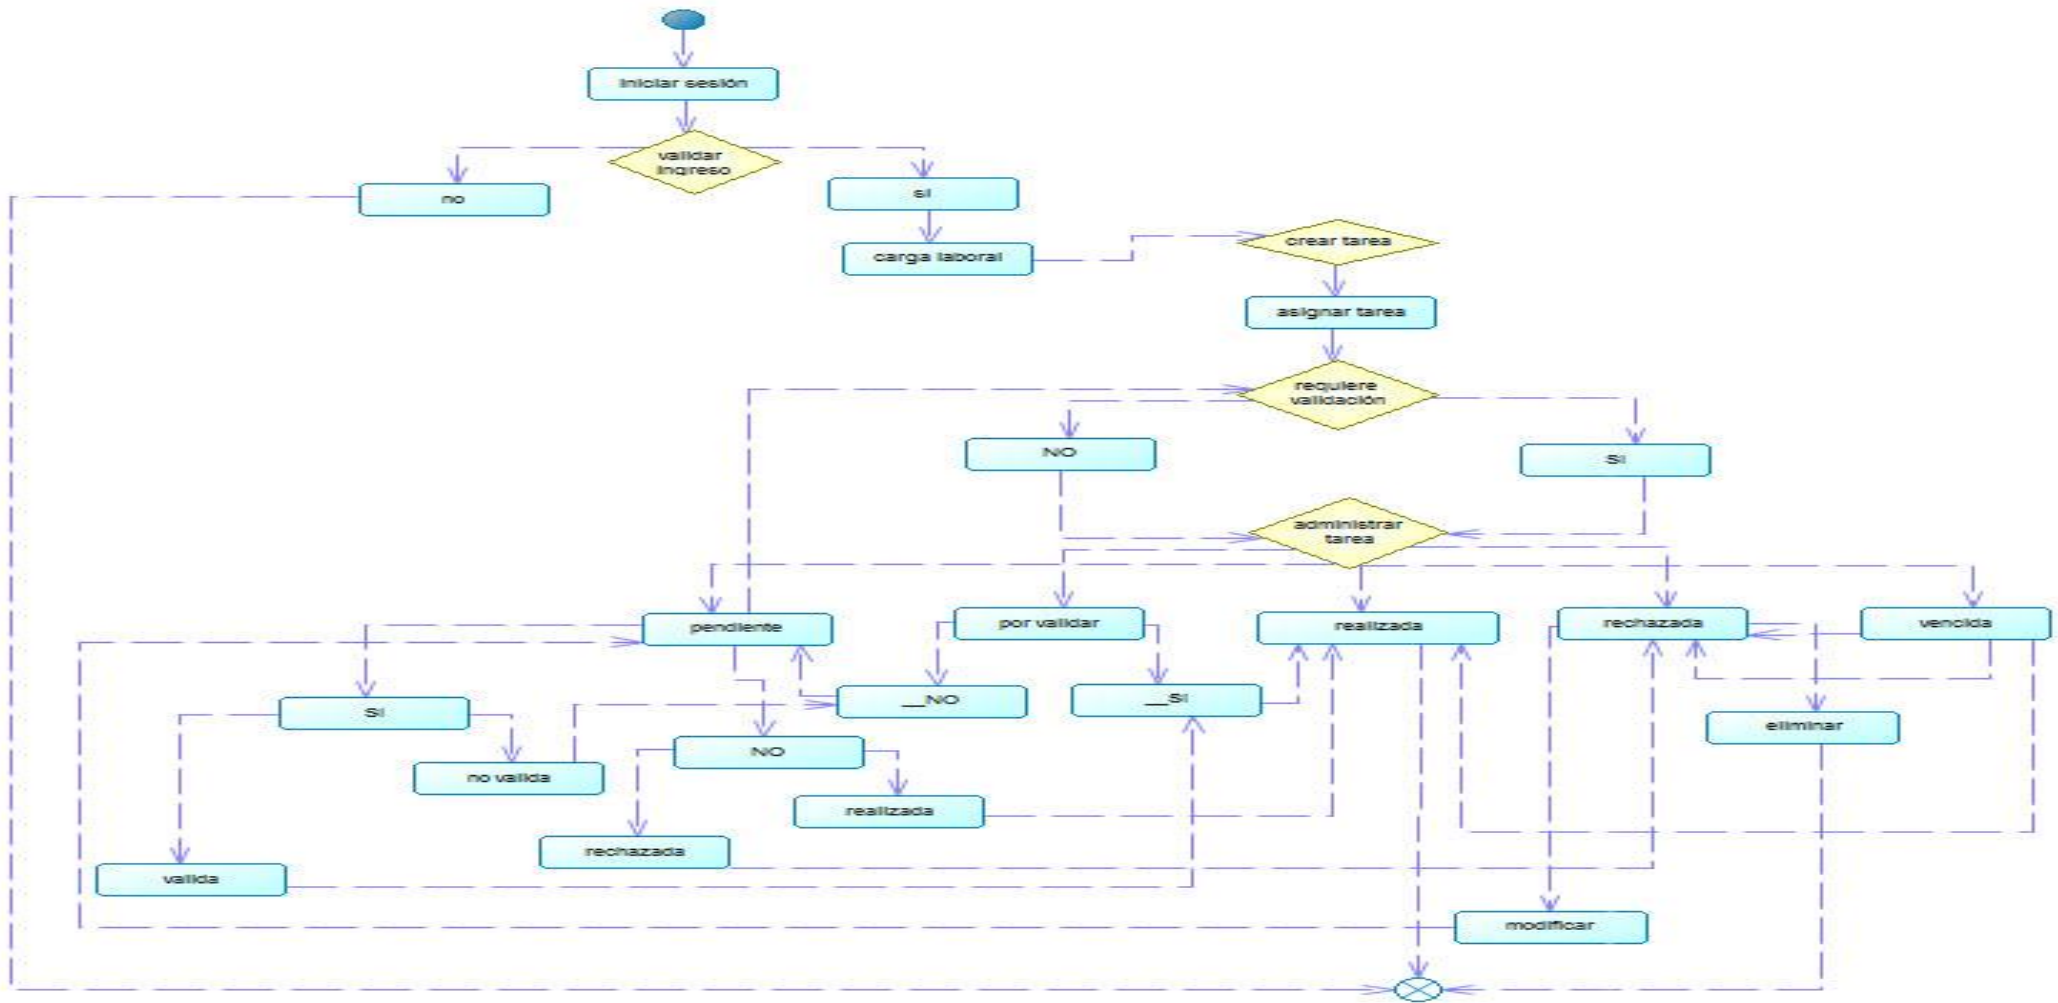 Iniciar sesión
validar
Ingreso
no
si
carga laboral
crear tarea
asignar tarea
requiere
validación
NO
SI
administrar
tarea
pendiente
por validar
realizada
rechazada
vencida
SI
__NO
__SI
eliminar
no valida
NO
realizada
rechazada
valida
modificar